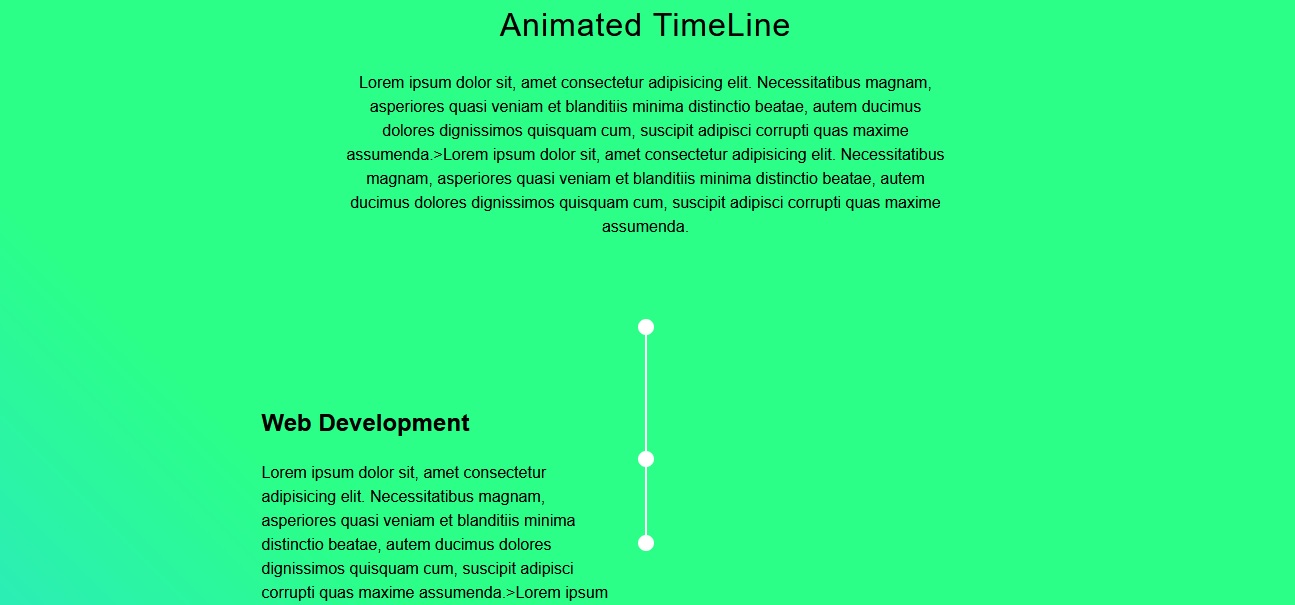 Animated TimeLine
Lorem ipsum dolor sit, amet consectetur adipisicing elit. Necessitatibus magnam,
asperiores quasi veniam et blanditiis minima distinctio beatae, autem ducimus
dolores dignissimos quisquam cum, suscipit adipisci corrupti quas maxime
assumenda.>Lorem ipsum dolor sit, amet consectetur adipisicing elit. Necessitatibus
magnam, asperiores quasi veniam et blanditiis minima distinctio beatae, autem
ducimus dolores dignissimos quisquam cum, suscipit adipisci corrupti quas maxime
assumenda.
Web Development
Lorem ipsum dolor sit, amet consectetur
adipisicing elit. Necessitatibus magnam,
asperiores quasi veniam et blanditiis minima
distinctio beatae, autem ducimus dolores
dignissimos quisquam cum, suscipit adipisci
corrupti quas maxime assumenda.>Lorem ipsum